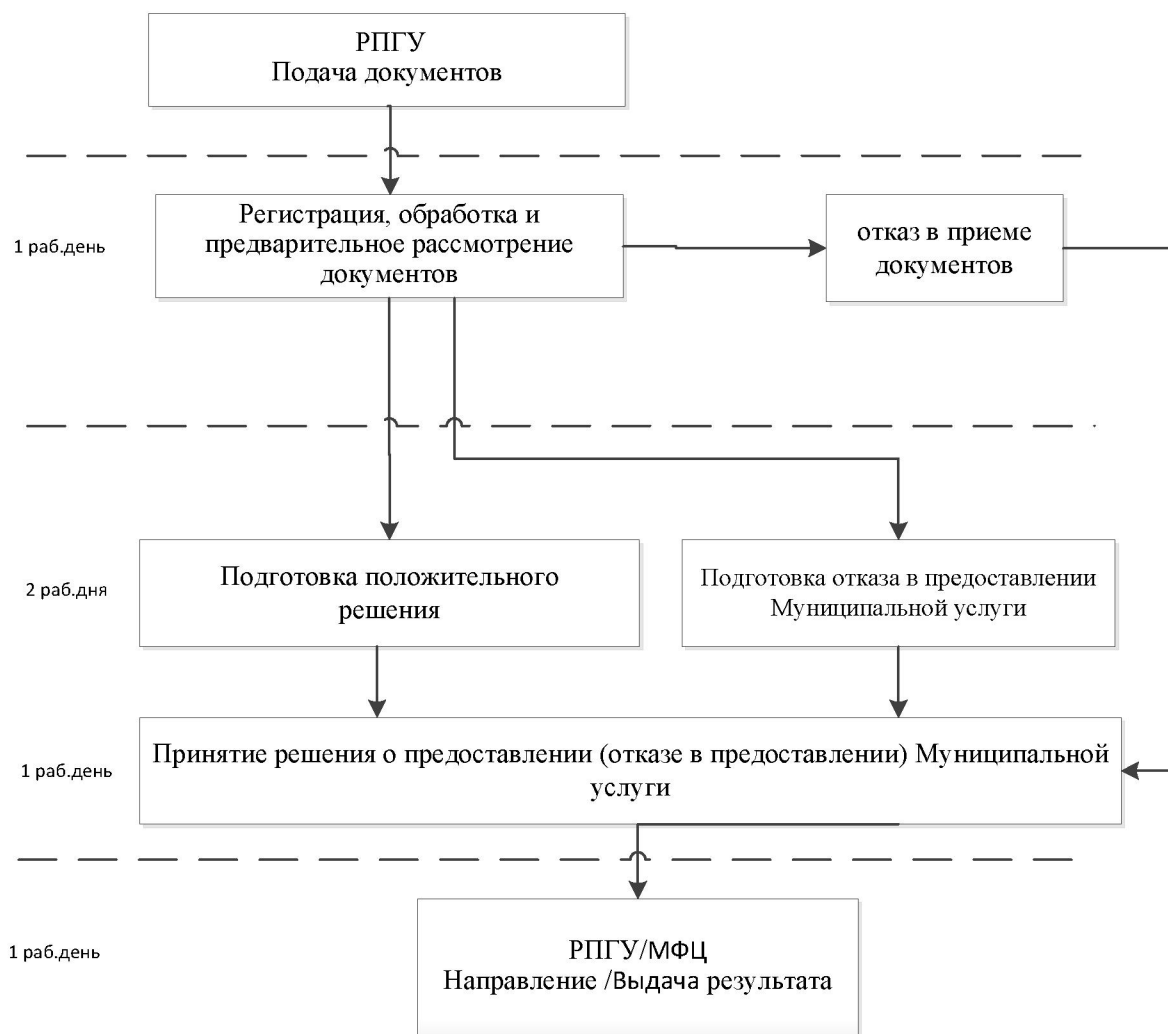 РПГУ
Подача документов
1 раб.день
Регистрация, обработка и
предварительное рассмотрение
документов
отказ в приеме
документов
2 раб.дня
Подготовка положительного
решения
Подготовка отказа в предоставлении
Муниципальной услуги
1 раб.день
Принятие решения о предоставлении (отказе в предоставлении) Муниципальной
услуги
1 раб.день
РПГУ/МФЦ
Направление /Выдача результата